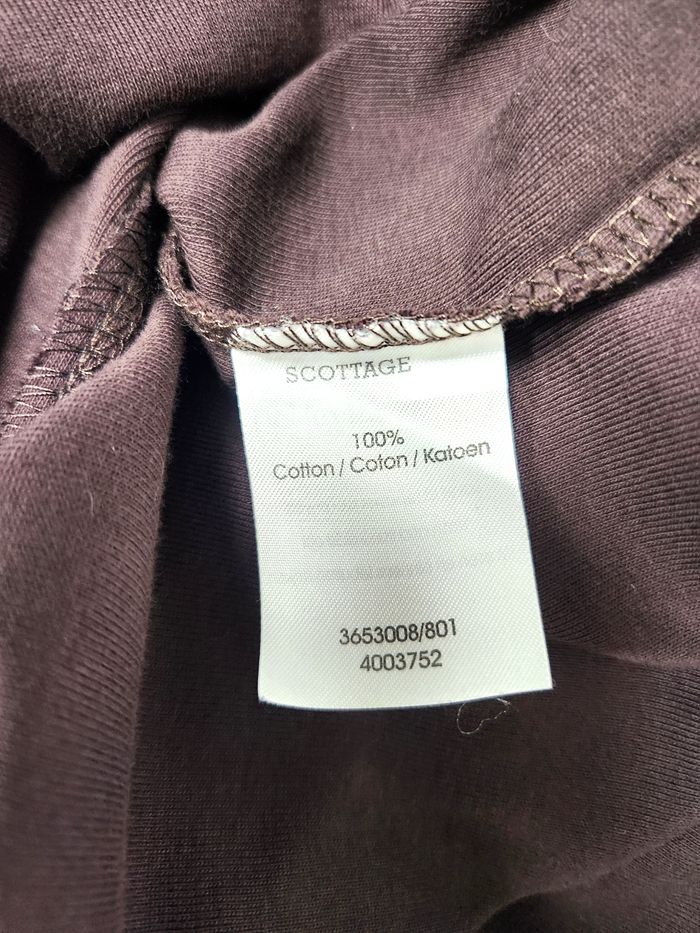 SCOTTAGE
100%
Cotton / Coton / Katoen
3653008/801
4003752